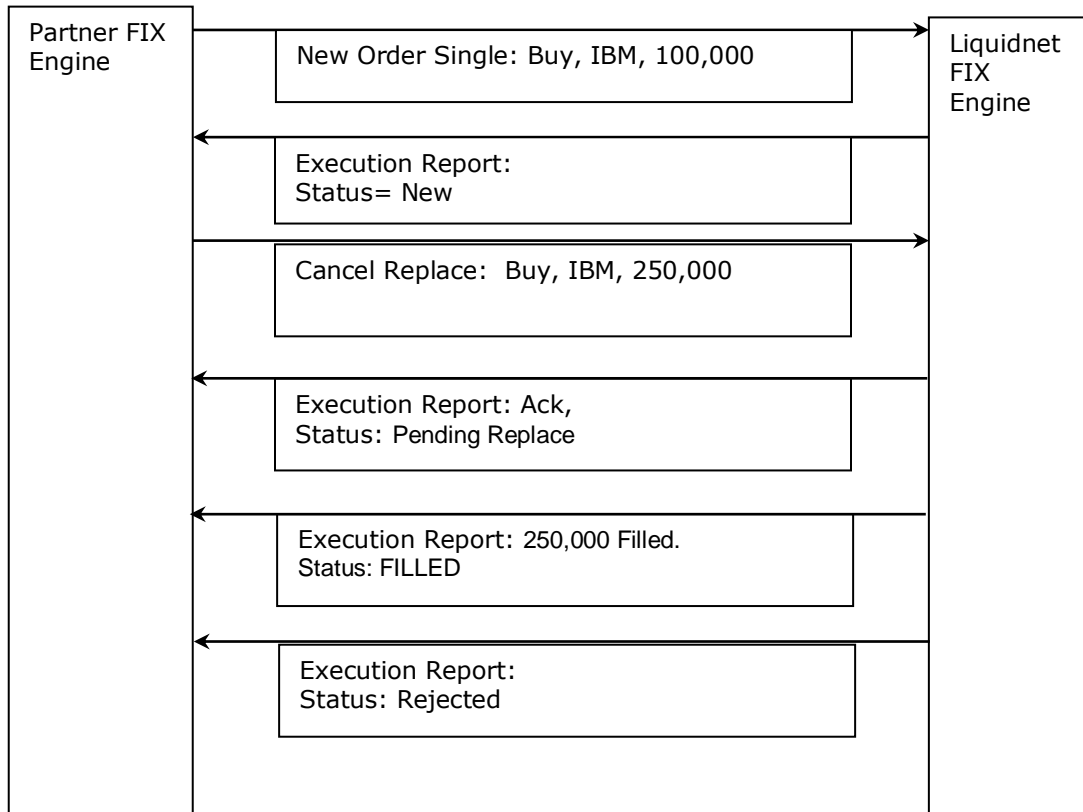 Partner FIX
Engine
New Order Single: Buy, IBM, 100,000
Liquidnet
FIX
Engine
Execution Report:
Status= New
Cancel Replace:  Buy, IBM, 250,000
Execution Report: Ack,
Status: Pending Replace
Execution Report: 250,000 Filled.
Status: FILLED
Execution Report:
Status: Rejected